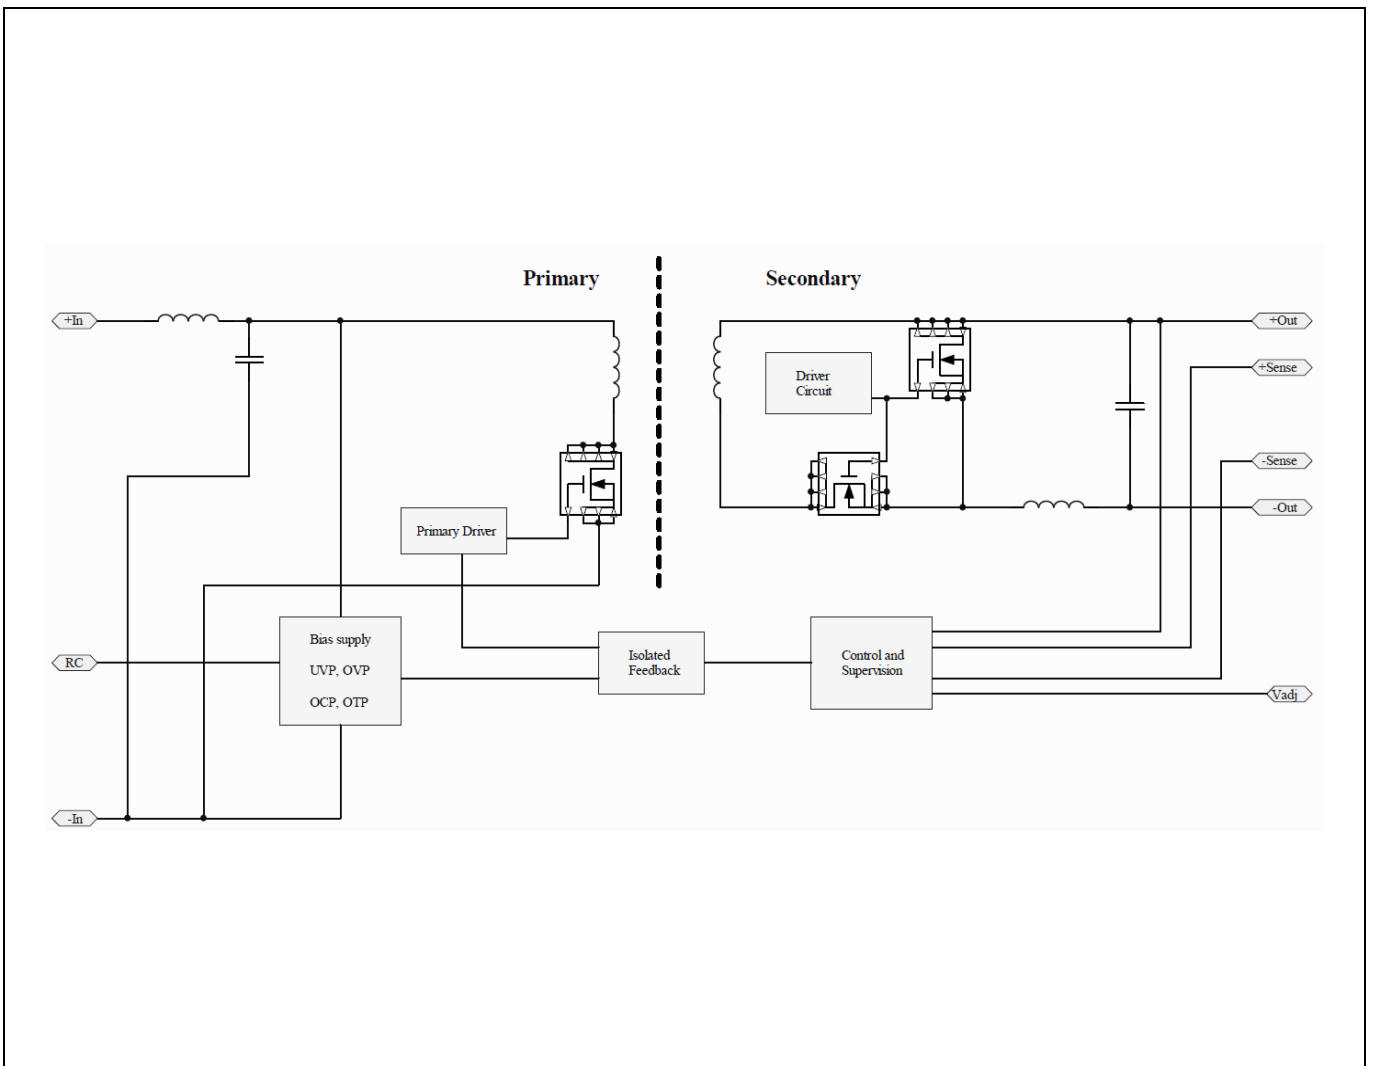 Primary
Secondary
+In
+Out
+Sense
Driver
Circuit
-Sense
-Out
Primary Driver
Bias supply
UVP, OVP
OCP, OTP
RC
Isolated
Feedback
Control and
Supervision
Vadj
-In